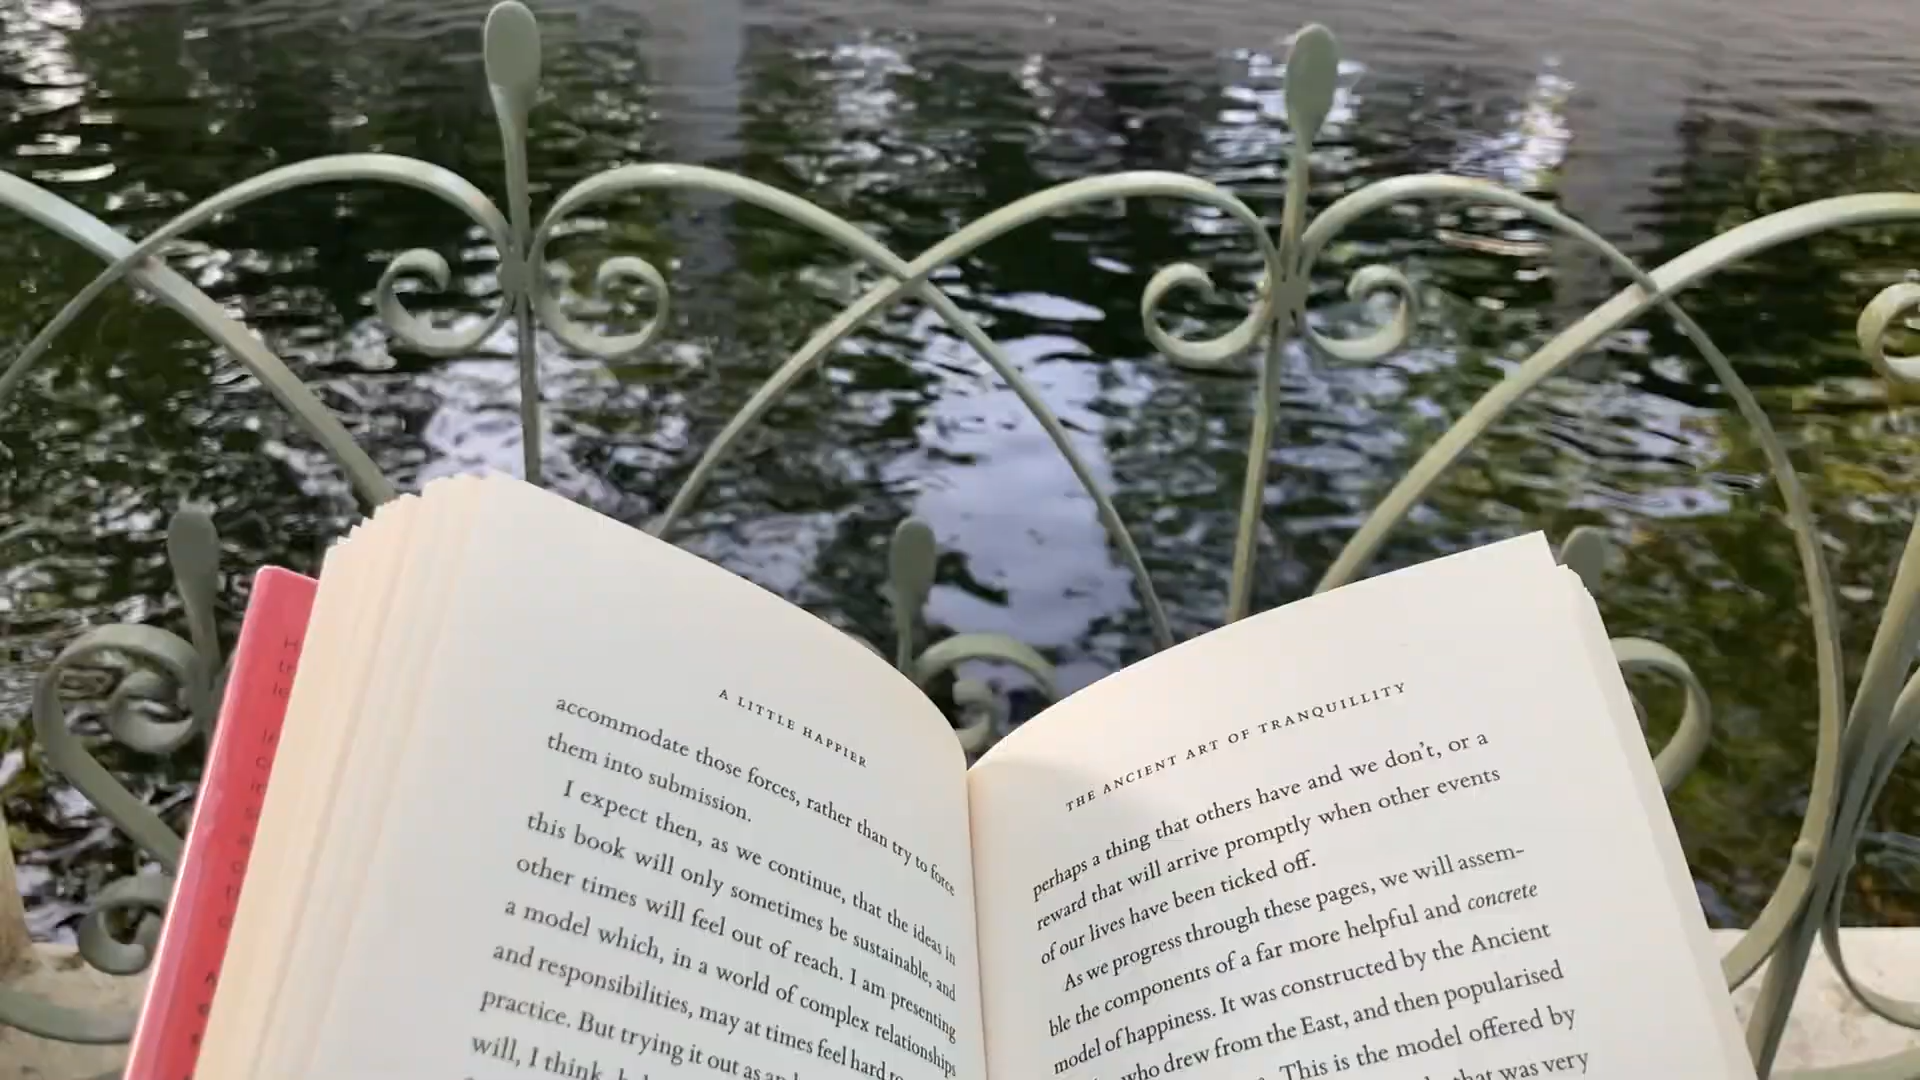 A LITTLE HAPPIER
accommodate those forces, rather than try to force
them into submission.
I expect then, as we continue, that the ideas in
this book will only sometimes be sustainable, and
other times will feel out of reach. I am presenting
a model which, in a world of complex relationships
and responsibilities, may at times feel hard
practice. But trying it out as
will, I think,
THE ANCIENT ART OF TRANQUILLITY
perhaps a thing that others have and we don't, or a
reward that will arrive promptly when other events
of our lives have been ticked off.
As we progress through these pages, we will assem-
ble the components of a far more helpful and concrete
model of happiness. It was constructed by the Ancient
who drew from the East, and then popularised
This is the model offered by
that was very